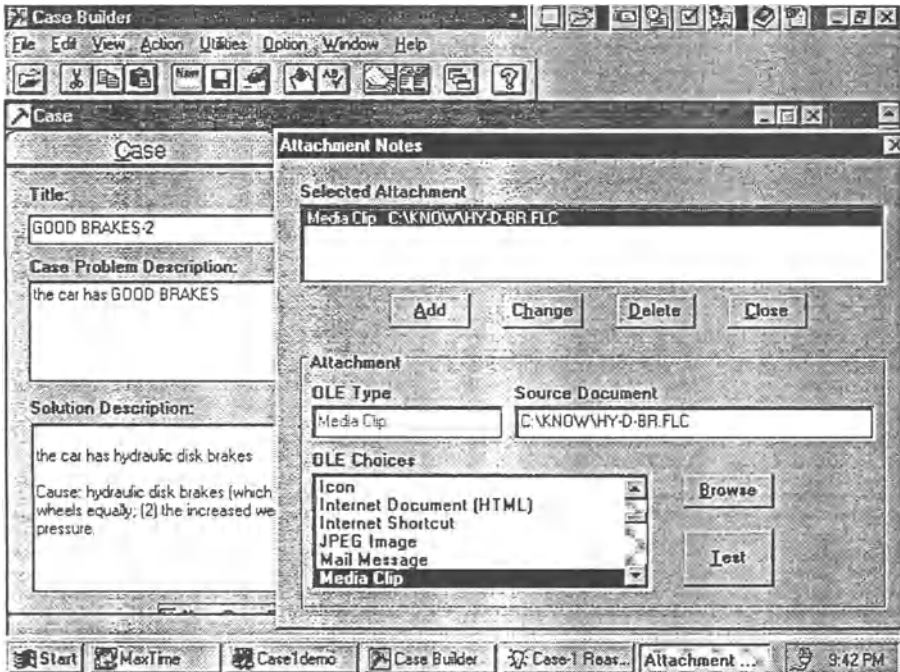 Case Builder
File Edit View Action Utilities Option Window Help
New
Case
Case
Title:
GOOD BRAKES-2
Case Problem Description:
the car has GOOD BRAKES
Solution Description:
the car has hydraulic disk brakes
Cause: hydraulic disk brakes (which
wheels equally; (2) the increased we
pressure.
Attachment Notes
Selected Attachment
Media Clip C:\KNOW\HY-D-BR.FLC
Add Change Delete Close
Attachment
OLE Type Source Document
Media Clip C:\KNOW\HY-D-BR.FLC
OLE Choices
Icon
Internet Document (HTML)
Internet Shortcut
JPEG Image
Mail Message
Media Clip
Browse
Test
Start MaxTime Case1demo Case Builder Case-1 Reas... Attachment ... 9:42 PM